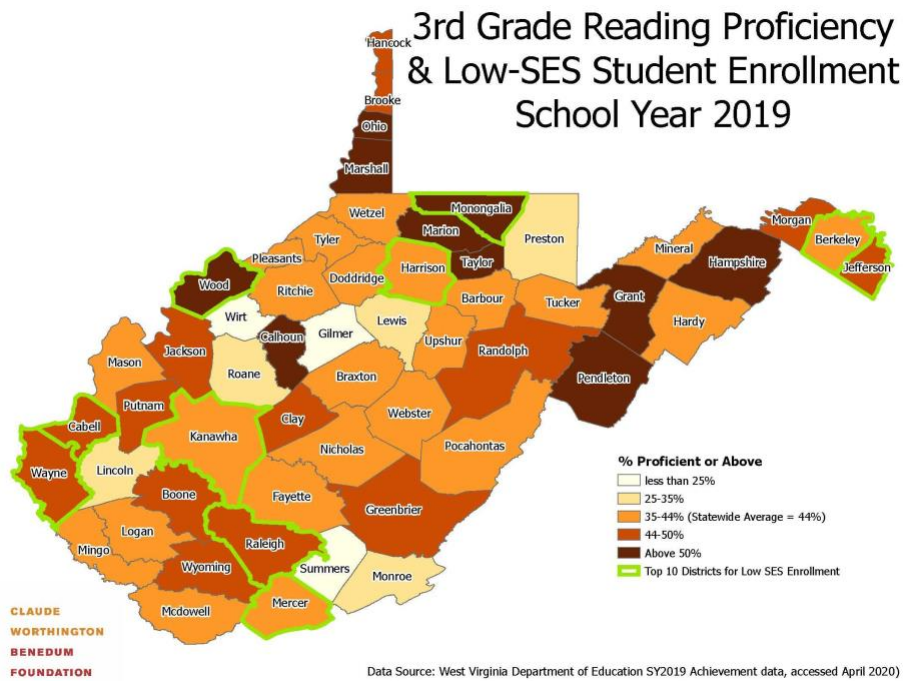 3rd Grade Reading Proficiency
& Low-SES Student Enrollment
School Year 2019
Hancock
Brooke
Ohio
Marshall
Wetzel
Monongalia
Marion
Preston
Morgan
Berkeley
Jefferson
Mineral
Hampshire
Tyler
Pleasants
Doddridge
Harrison
Taylor
Wood
Ritchie
Barbour
Tucker
Grant
Hardy
Wirt
Calhoun
Gilmer
Lewis
Upshur
Randolph
Mason
Jackson
Roane
Braxton
Pendleton
Putnam
Clay
Webster
Cabell
Kanawha
Nicholas
Pocahontas
Wayne
Lincoln
Boone
Fayette
Greenbrier
Logan
Mingo
Raleigh
Wyoming
Summers
Monroe
Mcdowell
Mercer
% Proficient or Above
less than 25%
25-35%
35-44% (Statewide Average = 44%)
44-50%
Above 50%
Top 10 Districts for Low SES Enrollment
CLAUDE
WORTHINGTON
BENEDUM
FOUNDATION
Data Source: West Virginia Department of Education SY2019 Achievement data, accessed April 2020)